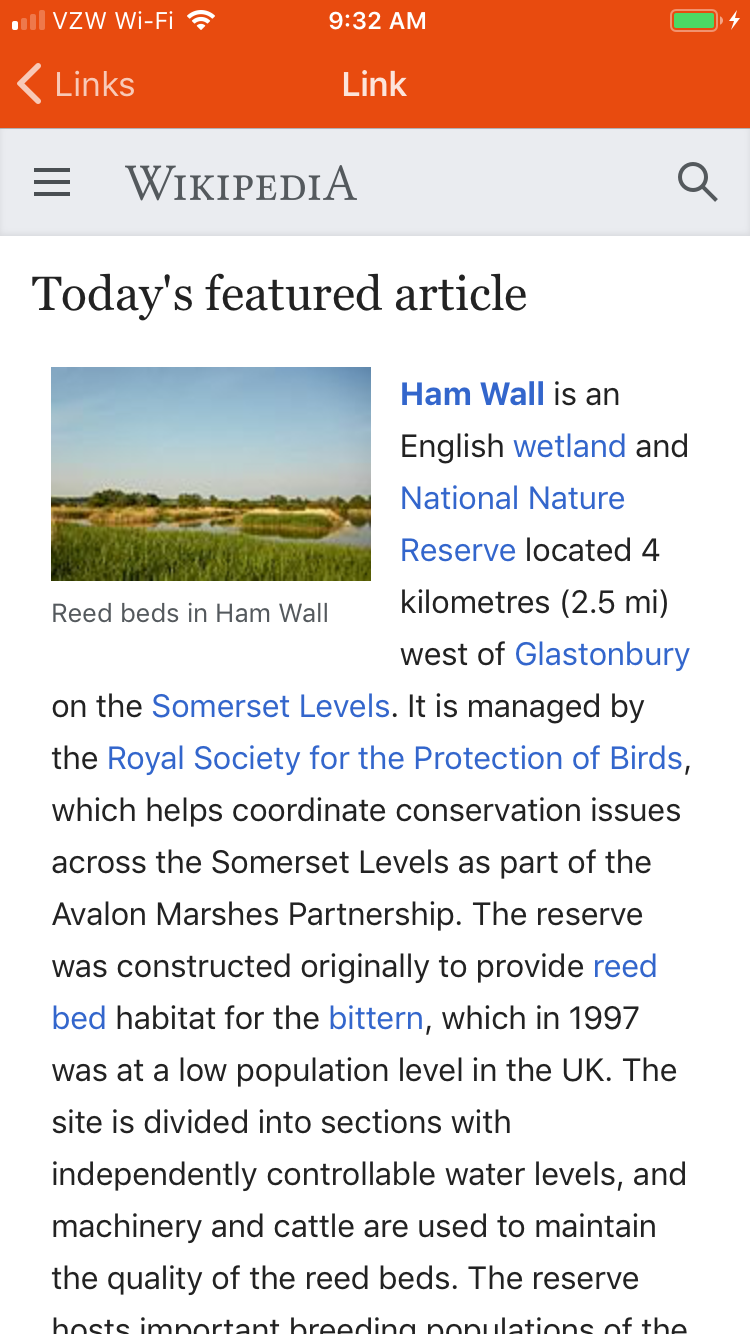 VZW Wi-Fi 9:32 AM
Links Link
WIKIPEDIA
Today's featured article
Ham Wall is an
English wetland and
National Nature
Reserve located 4
kilometres (2.5 mi)
west of Glastonbury
Reed beds in Ham Wall
on the Somerset Levels. It is managed by
the Royal Society for the Protection of Birds,
which helps coordinate conservation issues
across the Somerset Levels as part of the
Avalon Marshes Partnership. The reserve
was constructed originally to provide reed
bed habitat for the bittern, which in 1997
was at a low population level in the UK. The
site is divided into sections with
independently controllable water levels, and
machinery and cattle are used to maintain
the quality of the reed beds. The reserve
hosts important breeding populations of the